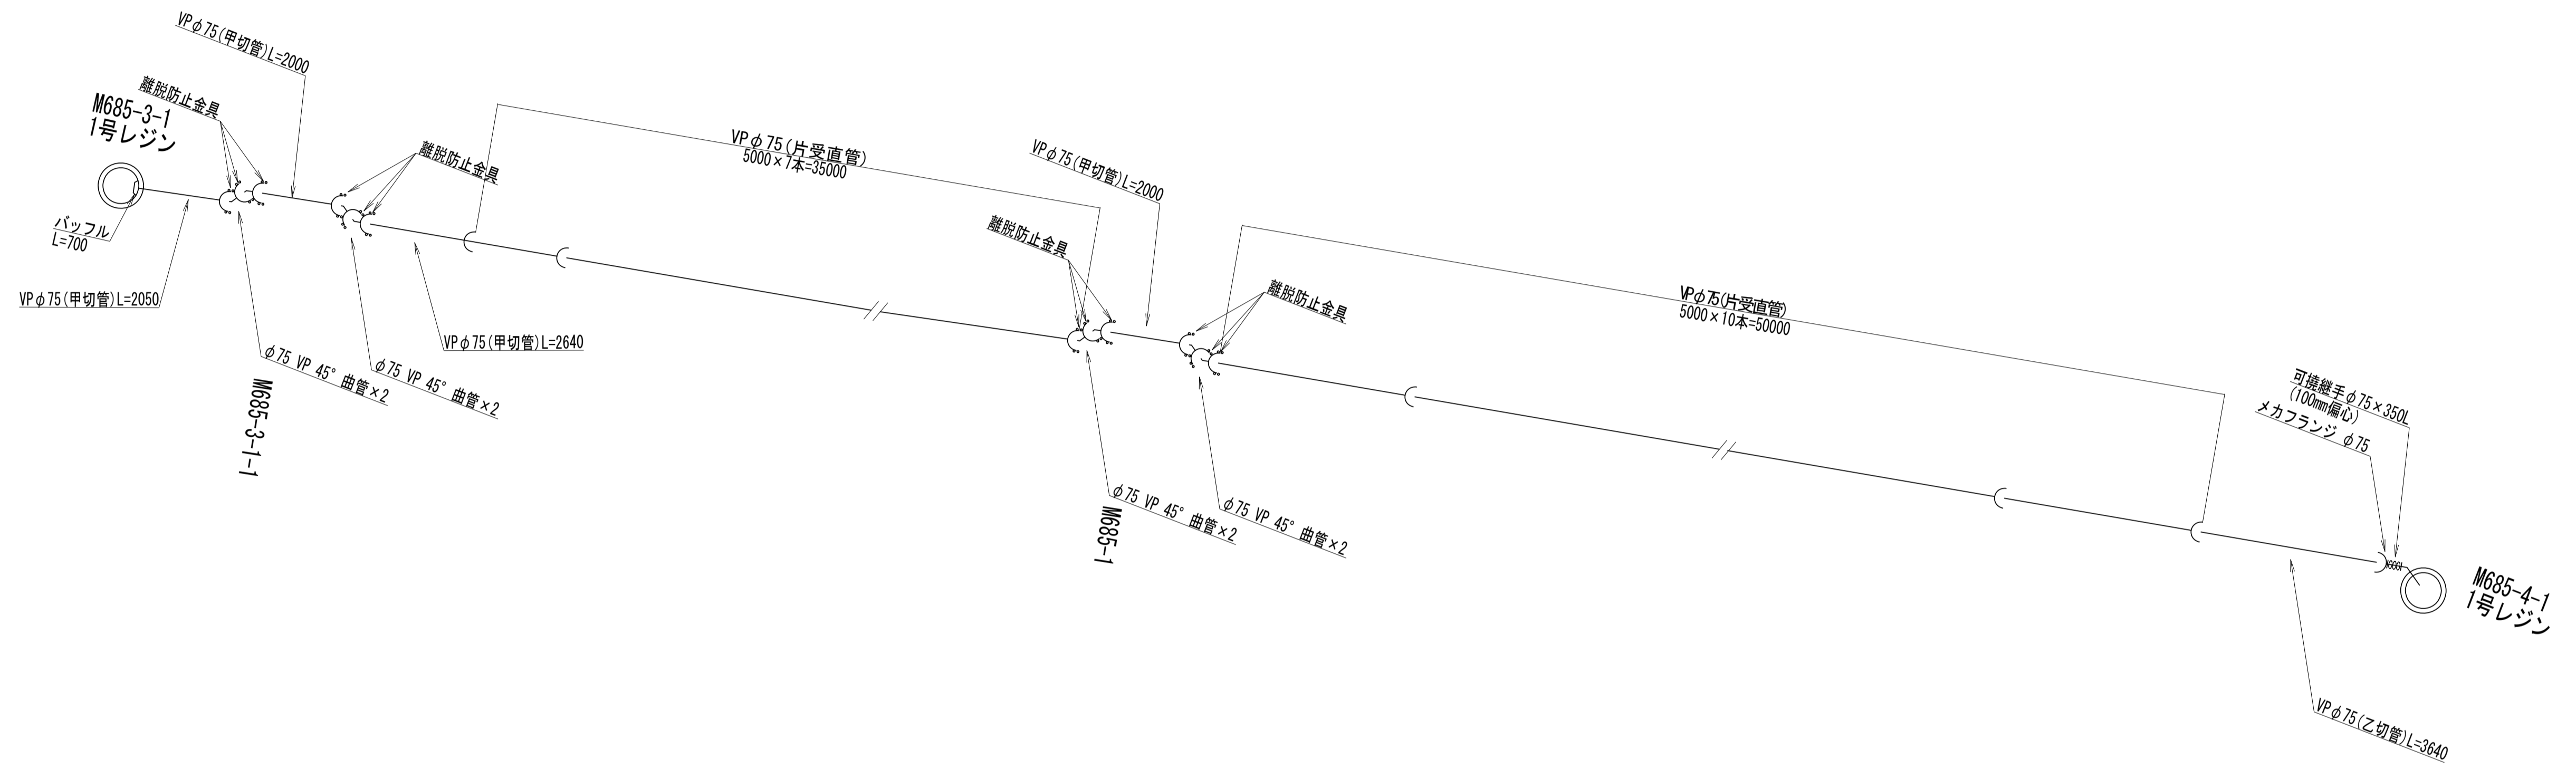 VPφ75(甲切管)L=2000
離脱防止金具
M685-3-1
1号レジン
バッフル
L=700
VPφ75(甲切管)L=2050
φ75 VP 45° 曲管×2
M685-3-1-1
離脱防止金具
φ75 VP 45° 曲管×2
VPφ75(甲切管)L=2640
VPφ75(片受直管)
5000×7本=35000
VPφ75(甲切管)L=2000
離脱防止金具
φ75 VP 45° 曲管×2
M685-1
離脱防止金具
φ75 VP 45° 曲管×2
VPφ75(片受直管)
5000×10本=50000
可撓継手φ75×350L
(100mm偏心)
メカフランジ φ75
M685-4-1
1号レジン
VPφ75(乙切管)L=3640